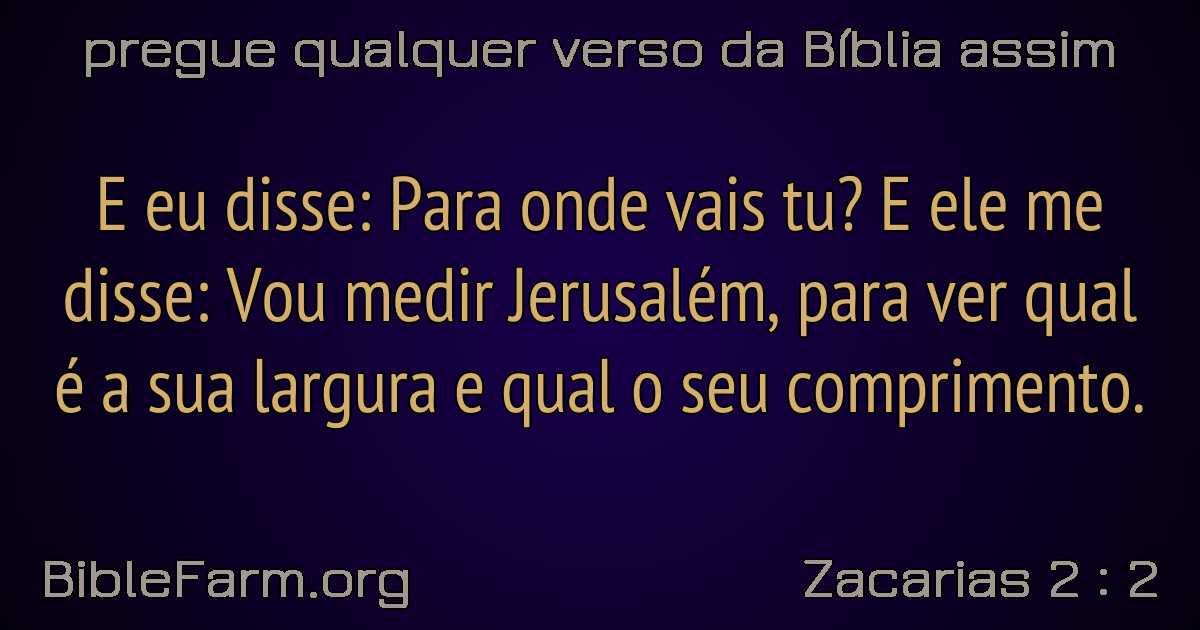 pregue qualquer verso da Bíblia assim
E eu disse: Para onde vais tu? E ele me
disse: Vou medir Jerusalém, para ver qual
é a sua largura e qual o seu comprimento.
BibleFarm.org
Zacarias 2 : 2